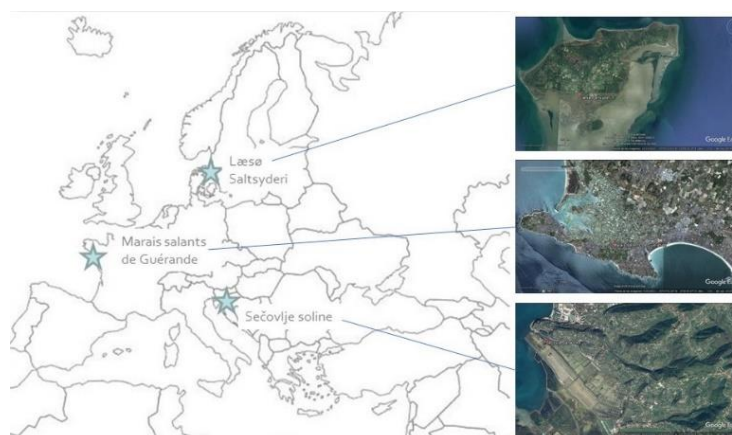 Læsø
Saltsyderi
Marais salants
de Guérande
Sečovlje soline
Google
Google
Google